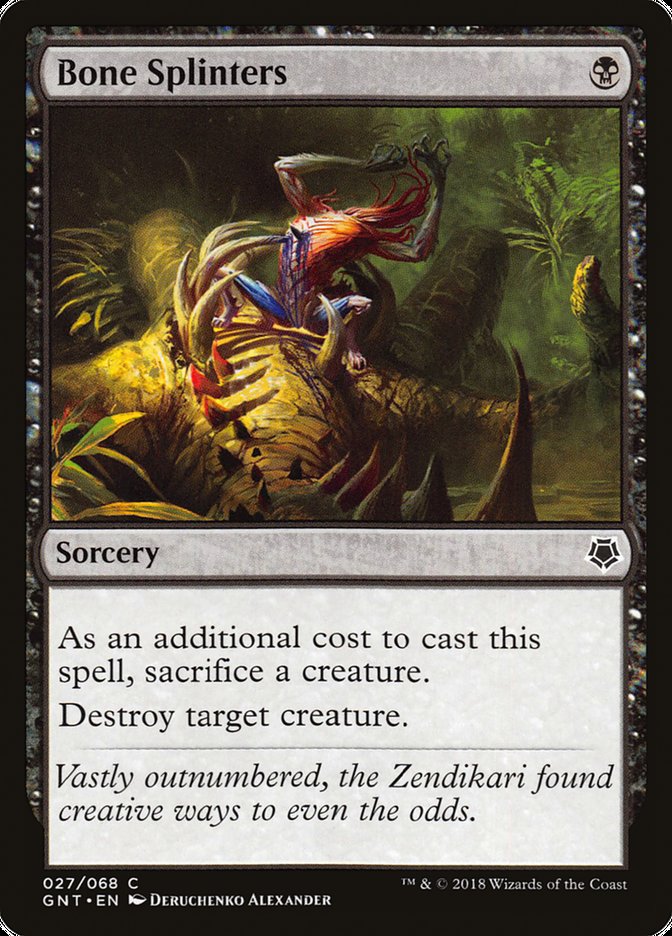 Bone Splinters
Sorcery
As an additional cost to cast this
spell, sacrifice a creature.
Destroy target creature.
Vastly outnumbered, the Zendikari found
creative ways to even the odds.
027/068 C
GNT • EN Deruchenko Alexander
™ & © 2018 Wizards of the Coast